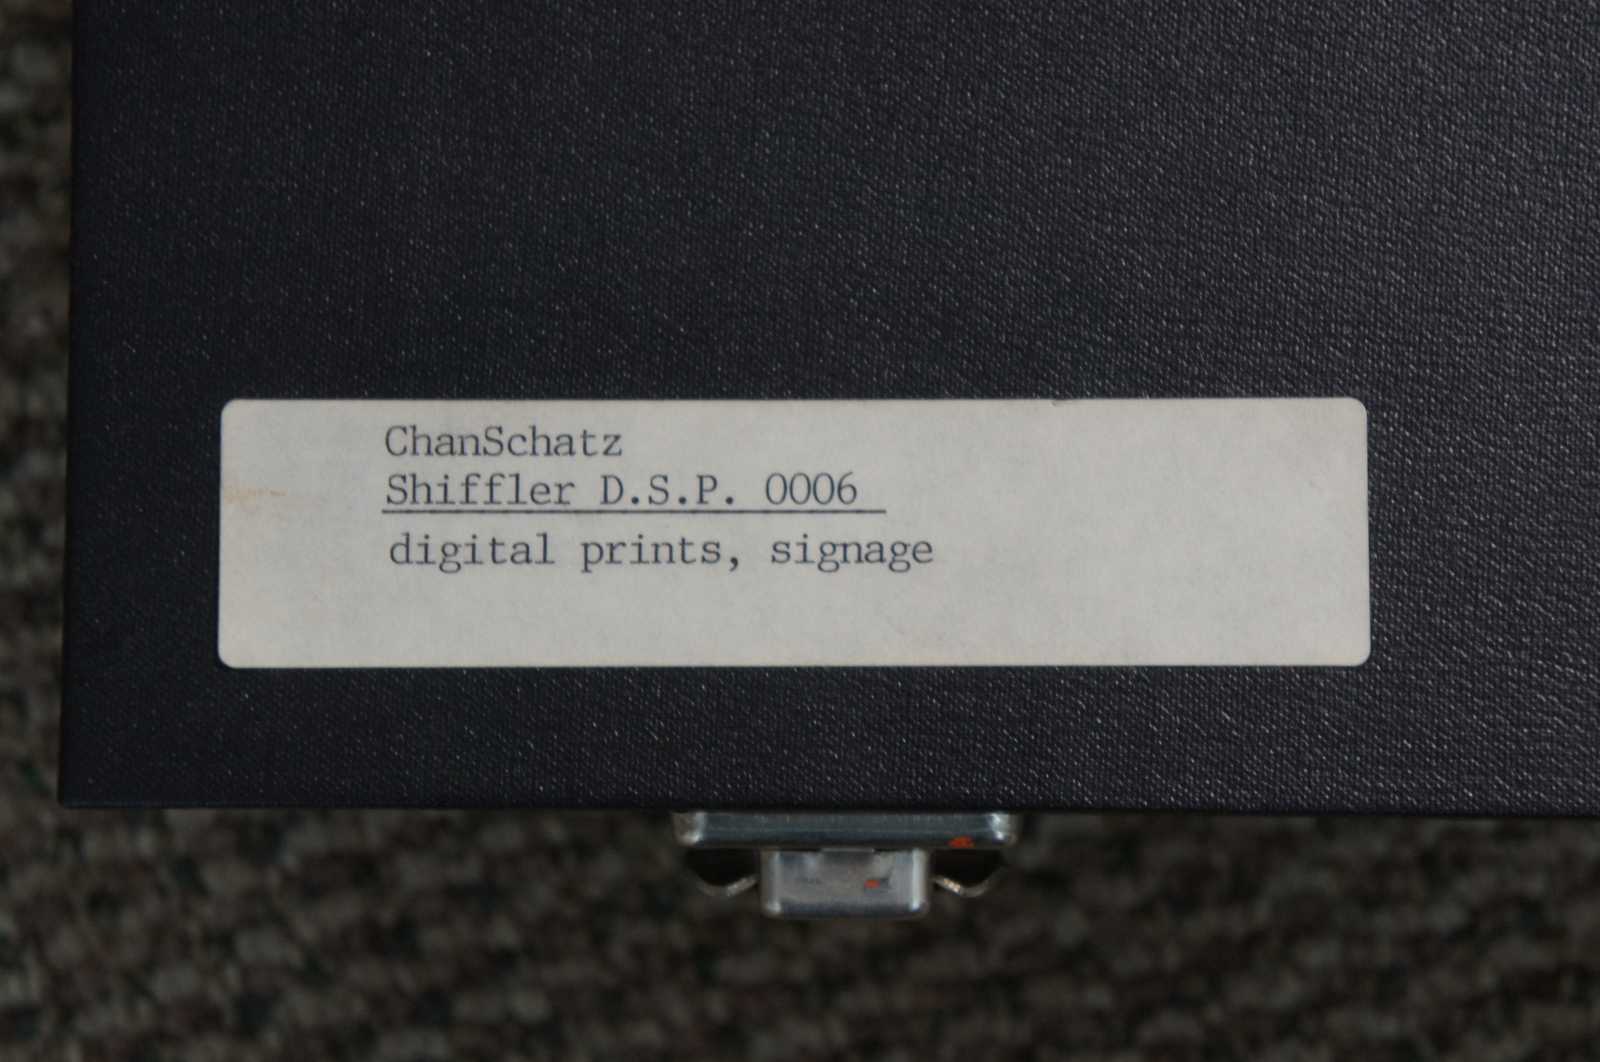 ChanSchatz
Shiffler D.S.P. 0006
digital prints, signage